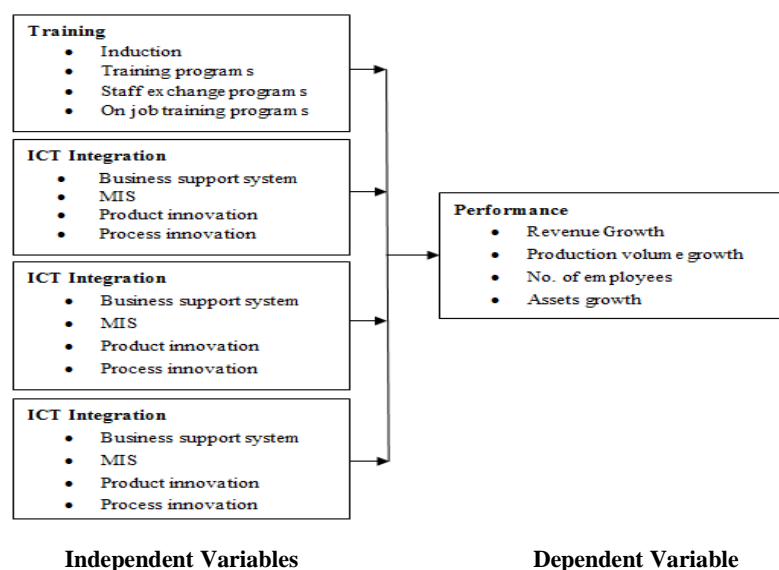 Training
• Induction
• Training programs
• Staff exchange programs
• On job training programs
ICT Integration
• Business support system
• MIS
• Product innovation
• Process innovation
ICT Integration
• Business support system
• MIS
• Product innovation
• Process innovation
ICT Integration
• Business support system
• MIS
• Product innovation
• Process innovation
Performance
• Revenue Growth
• Production volume growth
• No. of employees
• Assets growth
Independent Variables
Dependent Variable